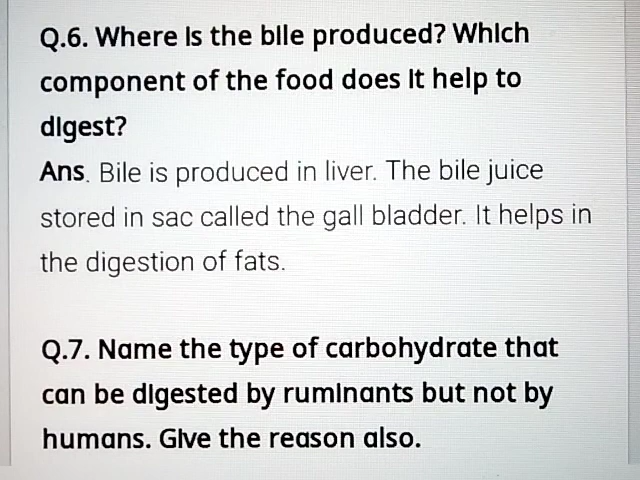 Q.6. Where is the bile produced? Which
component of the food does it help to
digest?
Ans. Bile is produced in liver. The bile juice
stored in sac called the gall bladder. It helps in
the digestion of fats.
Q.7. Name the type of carbohydrate that
can be digested by ruminants but not by
humans. Give the reason also.